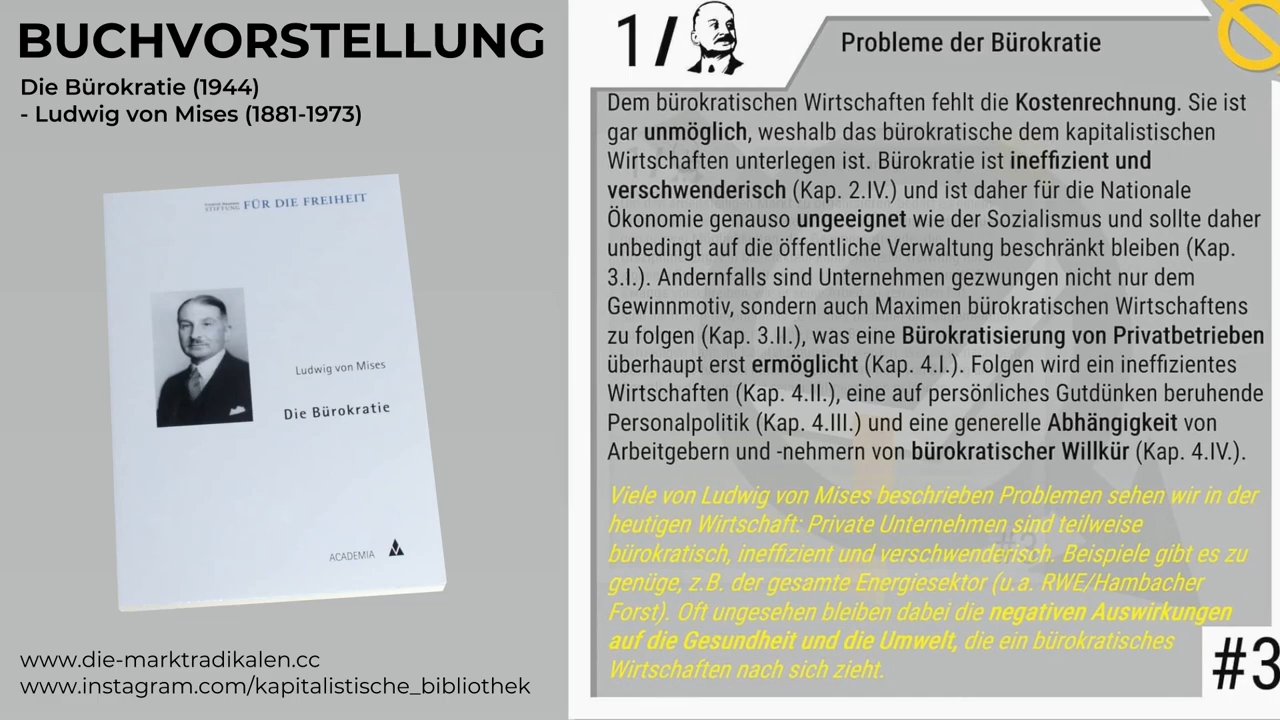 BUCHVORSTELLUNG
Die Bürokratie (1944)
- Ludwig von Mises (1881-1973)
STIFTUNG FÜR DIE FREIHEIT
Ludwig von Mises
Die Bürokratie
ACADEMIA
www.die-marktradikalen.cc
www.instagram.com/kapitalistische_bibliothek
1/
Probleme der Bürokratie
Dem bürokratischen Wirtschaften fehlt die Kostenrechnung. Sie ist
gar unmöglich, weshalb das bürokratische dem kapitalistischen
Wirtschaften unterlegen ist. Bürokratie ist ineffizient und
verschwenderisch (Kap. 2.IV.) und ist daher für die Nationale
Ökonomie genauso ungeeignet wie der Sozialismus und sollte daher
unbedingt auf die öffentliche Verwaltung beschränkt bleiben (Kap.
3.I.). Andernfalls sind Unternehmen gezwungen nicht nur dem
Gewinnmotiv, sondern auch Maximen bürokratischen Wirtschaftens
zu folgen (Kap. 3.II.), was eine Bürokratisierung von Privatbetrieben
überhaupt erst ermöglicht (Kap. 4.I.). Folgen wird ein ineffizientes
Wirtschaften (Kap. 4.II.), eine auf persönliches Gutdünken beruhende
Personalpolitik (Kap. 4.III.) und eine generelle Abhängigkeit von
Arbeitgebern und -nehmern von bürokratischer Willkür (Kap. 4.IV.).
Viele von Ludwig von Mises beschrieben Problemen sehen wir in der
heutigen Wirtschaft: Private Unternehmen sind teilweise
bürokratisch, ineffizient und verschwenderisch. Beispiele gibt es zu
genüge, z.B. der gesamte Energiesektor (u.a. RWE/Hambacher
Forst). Oft ungesehen bleiben dabei die negativen Auswirkungen
auf die Gesundheit und die Umwelt, die ein bürokratisches
Wirtschaften nach sich zieht.
#3